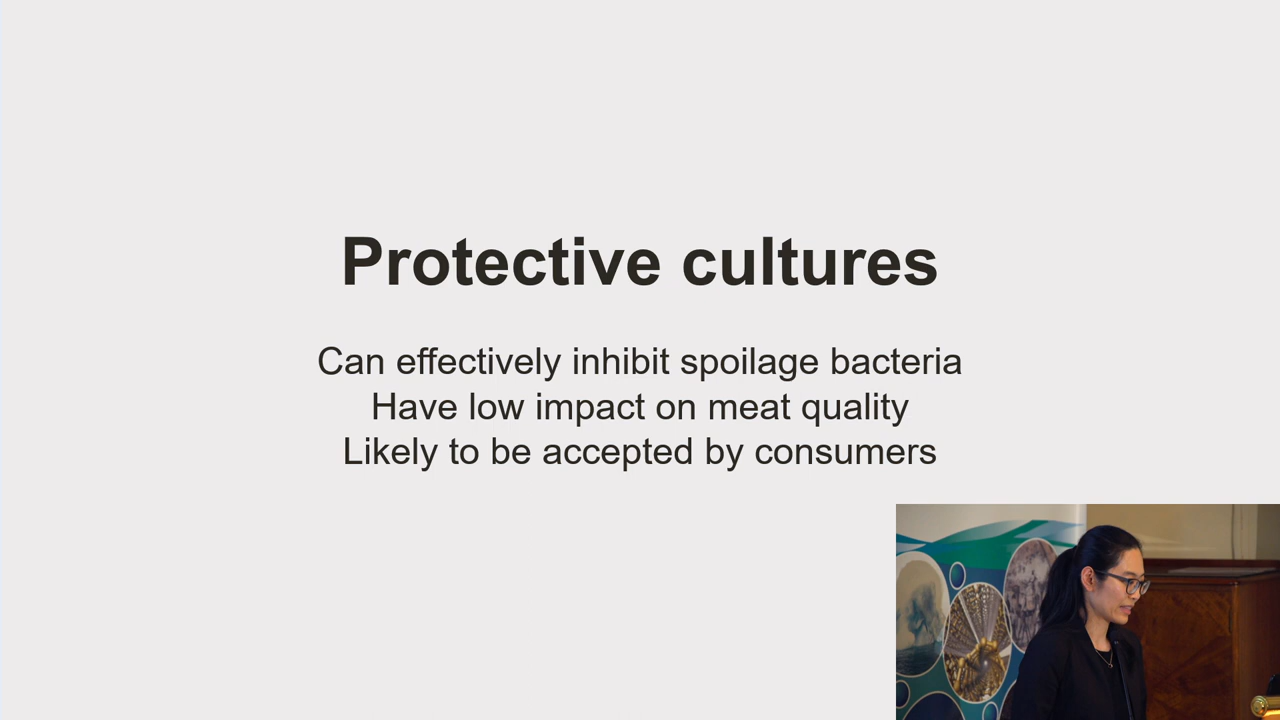 Protective cultures
Can effectively inhibit spoilage bacteria
Have low impact on meat quality
Likely to be accepted by consumers